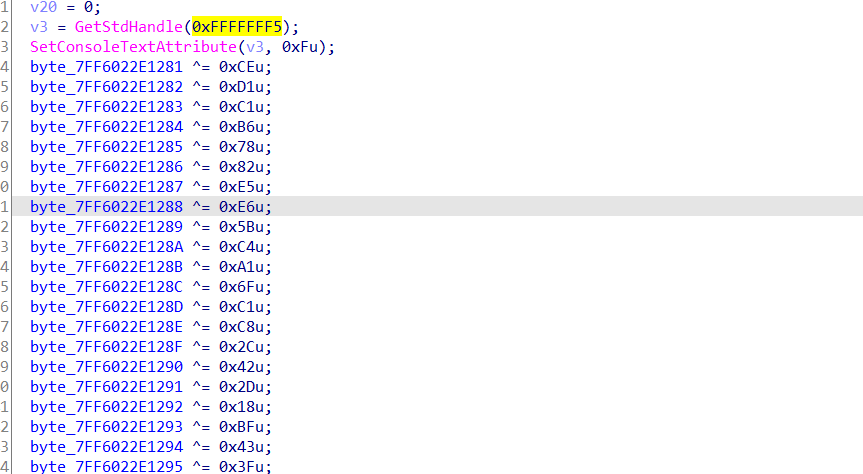 1 v20 = 0;
2 v3 = GetStdHandle(0xFFFFFFF5);
3 SetConsoleTextAttribute(v3, 0xFu);
4 byte_7FF6022E1281 ^= 0xCEu;
5 byte_7FF6022E1282 ^= 0xD1u;
6 byte_7FF6022E1283 ^= 0xC1u;
7 byte_7FF6022E1284 ^= 0xB6u;
8 byte_7FF6022E1285 ^= 0x78u;
9 byte_7FF6022E1286 ^= 0x82u;
0 byte_7FF6022E1287 ^= 0xE5u;
1 byte_7FF6022E1288 ^= 0xE6u;
2 byte_7FF6022E1289 ^= 0x5Bu;
3 byte_7FF6022E128A ^= 0xC4u;
4 byte_7FF6022E128B ^= 0xA1u;
5 byte_7FF6022E128C ^= 0x6Fu;
6 byte_7FF6022E128D ^= 0xC1u;
7 byte_7FF6022E128E ^= 0xC8u;
8 byte_7FF6022E128F ^= 0x2Cu;
9 byte_7FF6022E1290 ^= 0x42u;
0 byte_7FF6022E1291 ^= 0x2Du;
1 byte_7FF6022E1292 ^= 0x18u;
2 byte_7FF6022E1293 ^= 0xBFu;
3 byte_7FF6022E1294 ^= 0x43u;
4 byte_7FF6022E1295 ^= 0x3Fu;